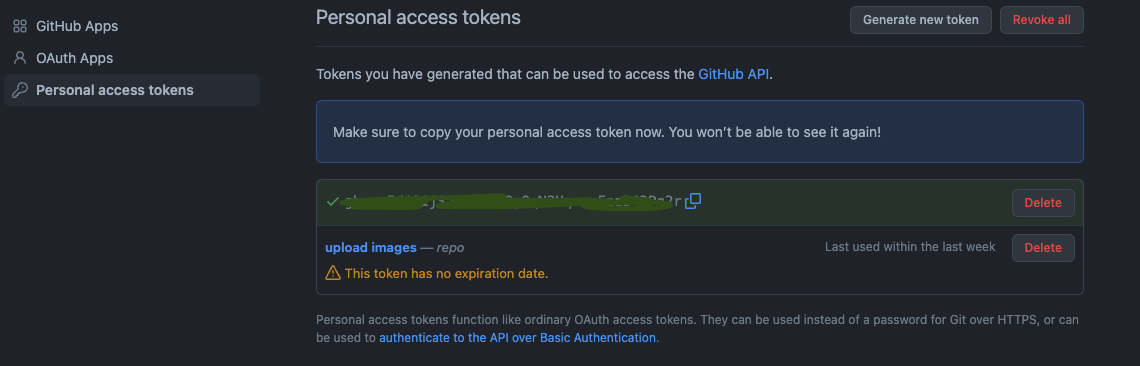 GitHub Apps
OAuth Apps
Personal access tokens
Personal access tokens
Generate new token
Revoke all
Tokens you have generated that can be used to access the GitHub API.
Make sure to copy your personal access token now. You won't be able to see it again!
Delete
upload images — repo
Last used within the last week
Delete
This token has no expiration date.
Personal access tokens function like ordinary OAuth access tokens. They can be used instead of a password for Git over HTTPS, or can
be used to authenticate to the API over Basic Authentication.